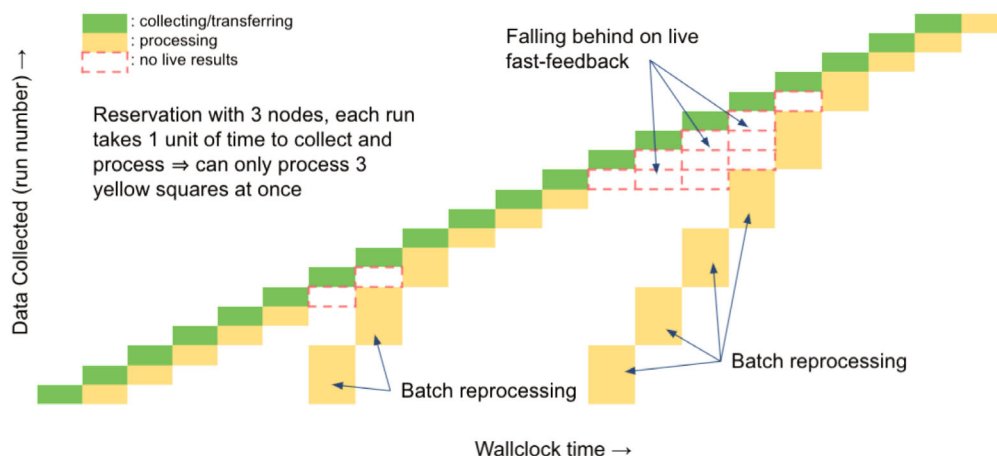 : collecting/transferring
: processing
: no live results
Falling behind on live
fast-feedback
Reservation with 3 nodes, each run
takes 1 unit of time to collect and
process ⇒ can only process 3
yellow squares at once
Data Collected (run number) →
Batch reprocessing
Batch reprocessing
Wallclock time →